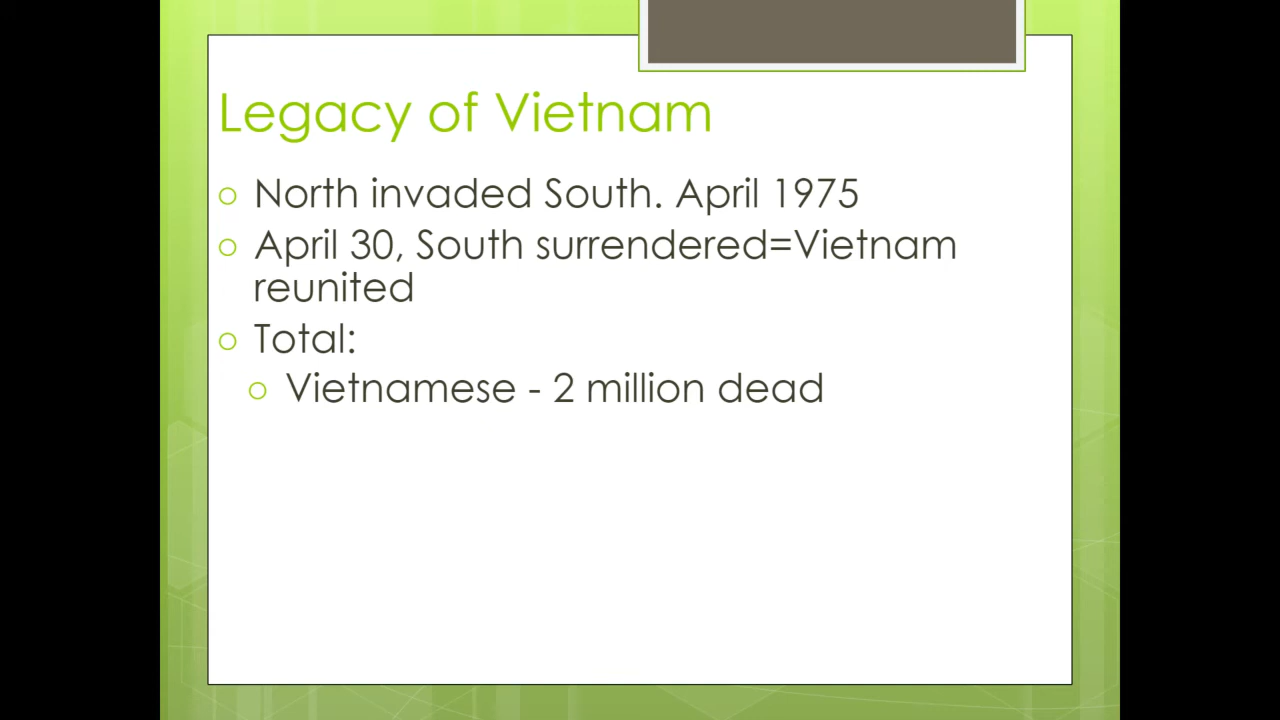 Legacy of Vietnam
North invaded South. April 1975
April 30, South surrendered=Vietnam
reunited
Total:
Vietnamese - 2 million dead